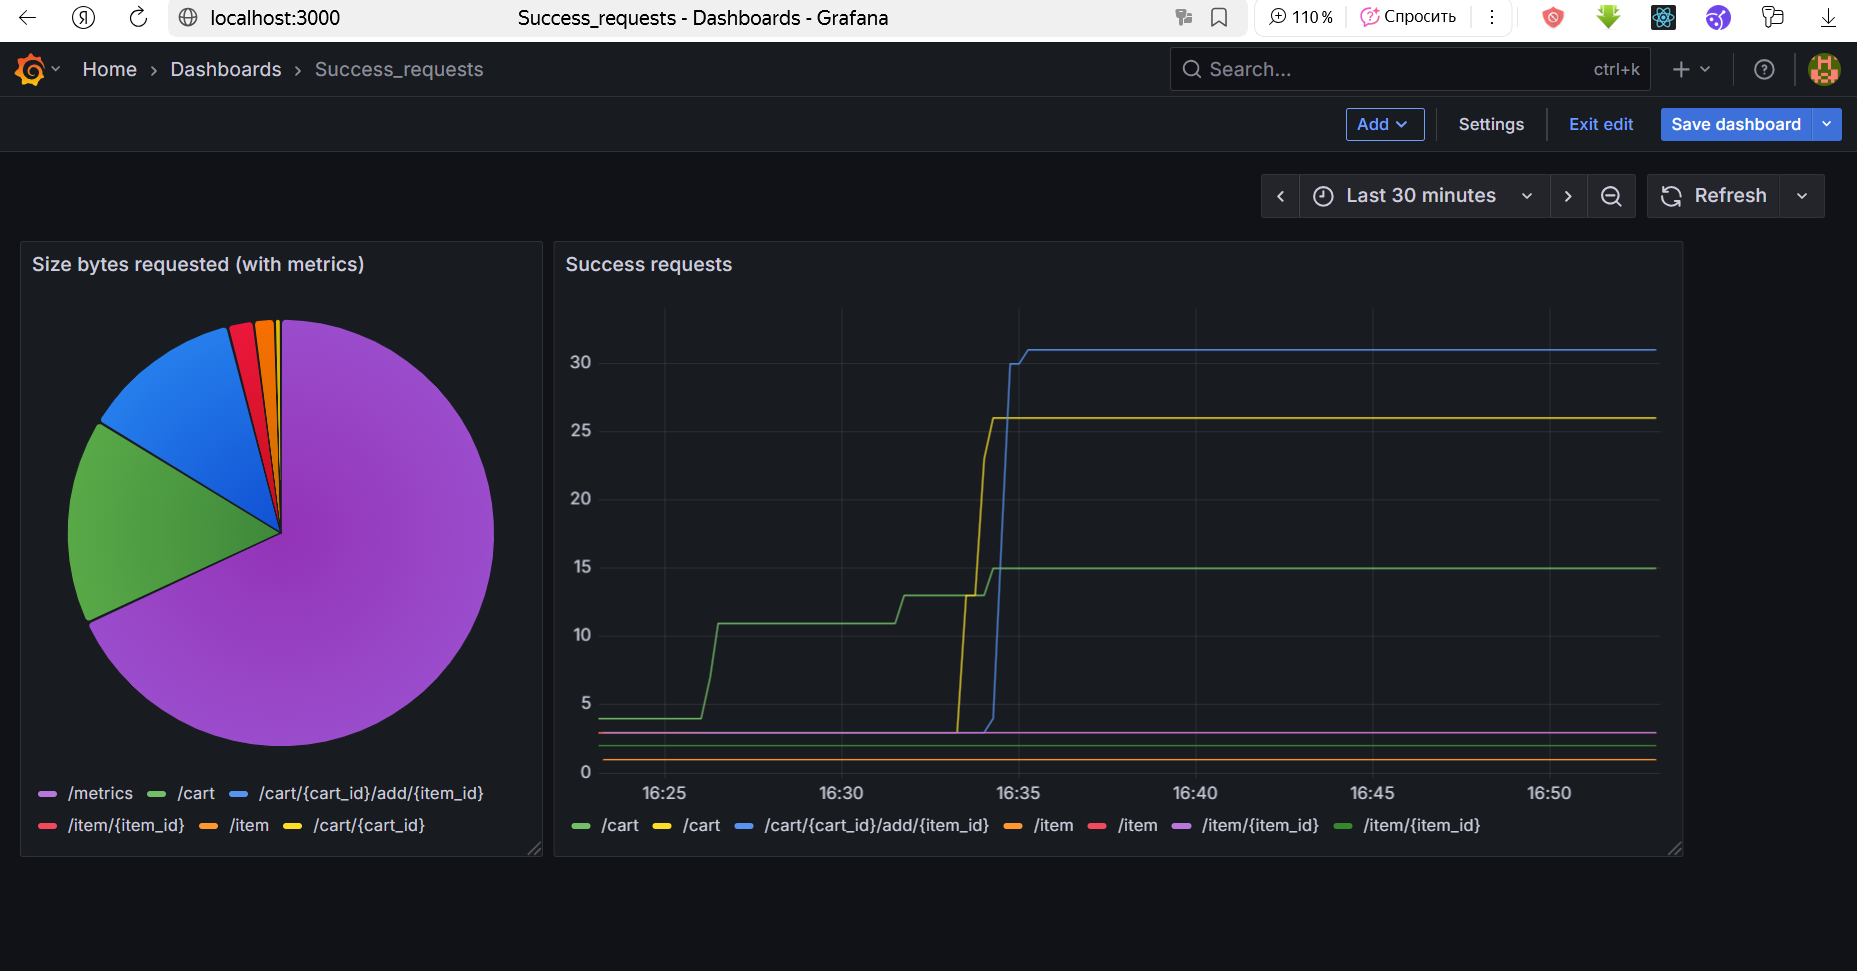 localhost:3000 Success_requests - Dashboards - Grafana 110 % Спросить
Home Dashboards Success_requests Search... ctrl+k
Add Settings Exit edit Save dashboard
Last 30 minutes Refresh
Size bytes requested (with metrics)
/metrics /cart /cart/{cart_id}/add/{item_id}
/item/{item_id} /item /cart/{cart_id}
Success requests
30
25
20
15
10
5
0
16:25 16:30 16:35 16:40 16:45 16:50
/cart /cart /cart/{cart_id}/add/{item_id} /item /item /item/{item_id} /item/{item_id}